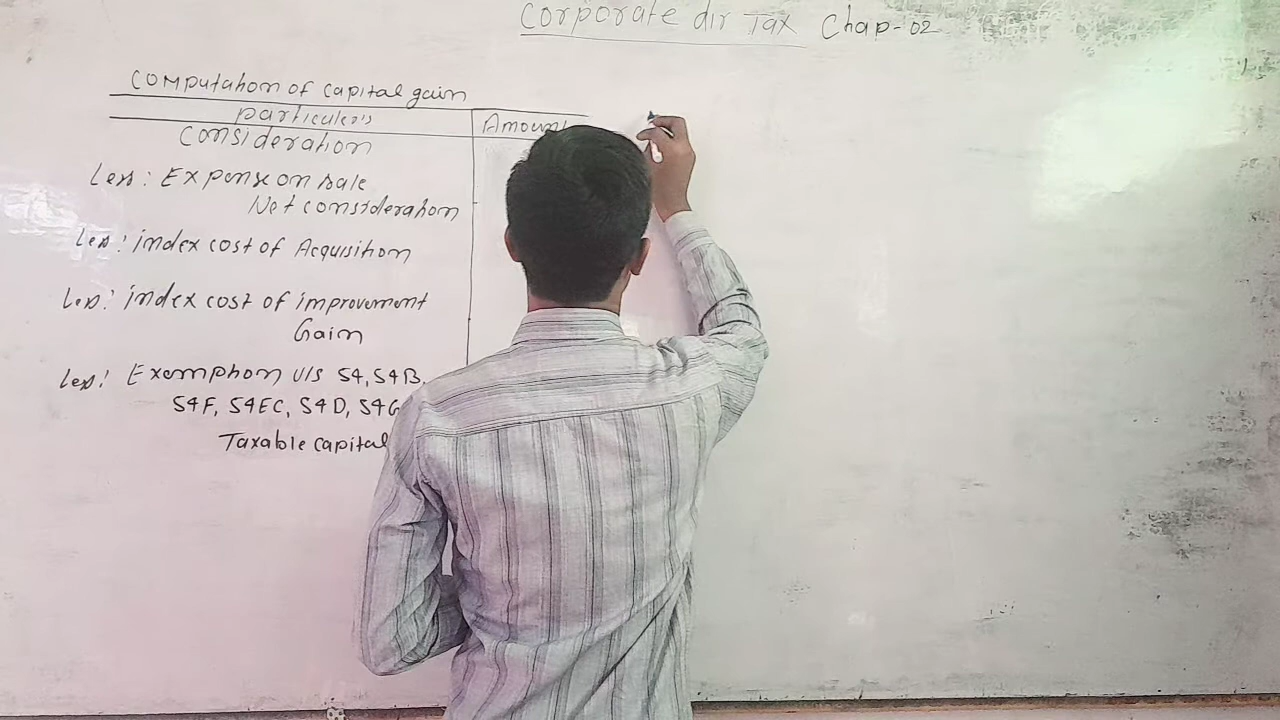 Corporate dir Tax Chap-02
Computation of capital gain
particulars Amount
Consideration
Less: Expense on sale
Net consideration
Less: index cost of Acquisition
Less: index cost of improvement
Gain
Less: Exemption u/s 54, 54B,
54F, 54EC, 54D, 54G
Taxable capital